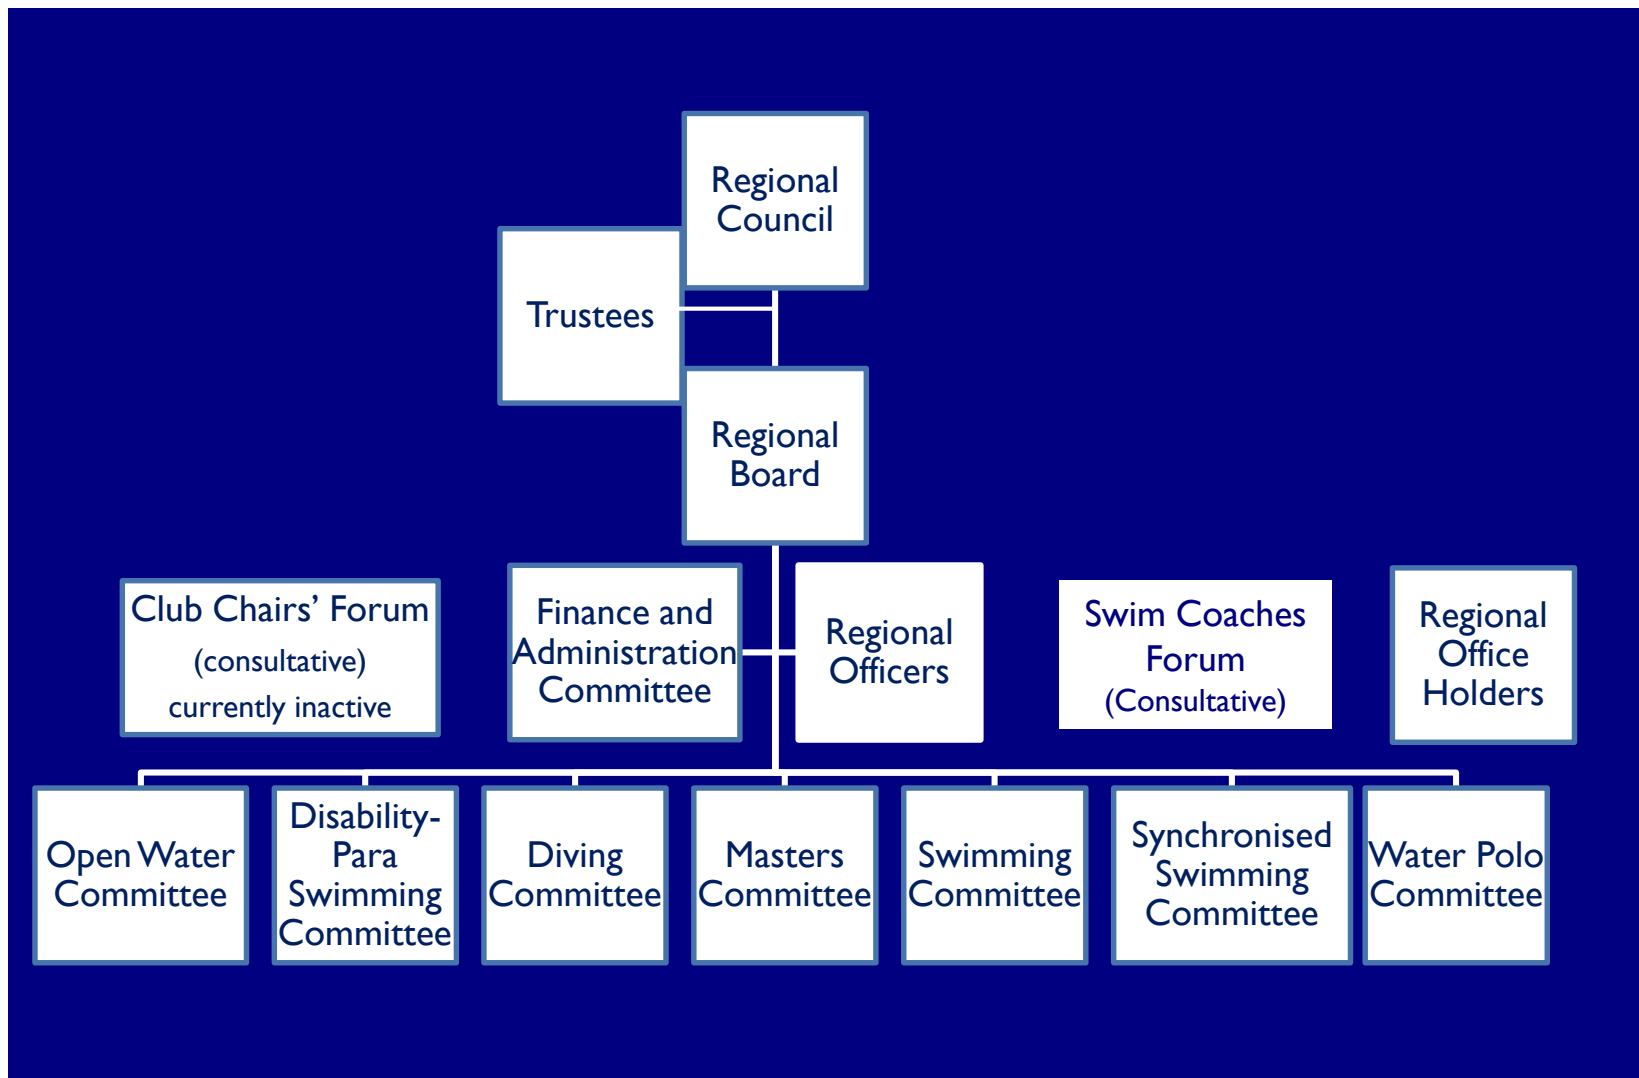 Regional
Council
Trustees
Regional
Board
Club Chairs’ Forum
(consultative)
currently inactive
Finance and
Administration
Committee
Regional
Officers
Swim Coaches
Forum
(Consultative)
Regional
Office
Holders
Open Water
Committee
Disability-
Para
Swimming
Committee
Diving
Committee
Masters
Committee
Swimming
Committee
Synchronised
Swimming
Committee
Water Polo
Committee